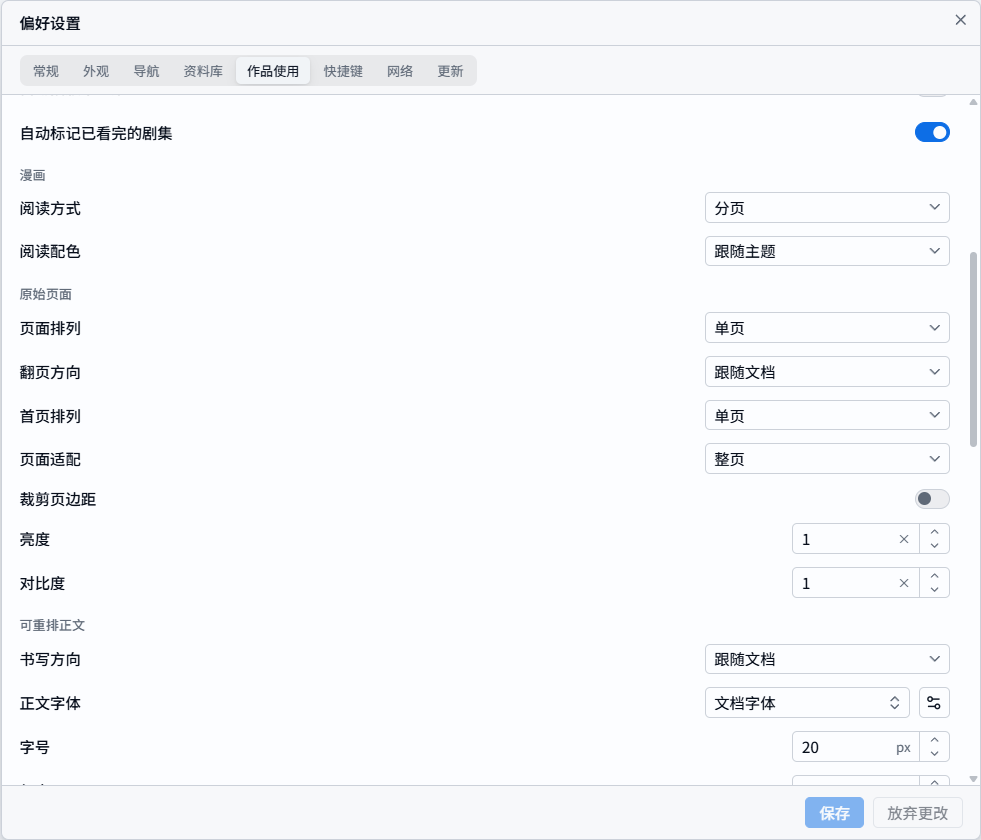 偏好设置
常规 外观 导航 资料库 作品使用 快捷键 网络 更新
自动标记已看完的剧集
漫画
阅读方式 分页
阅读配色 跟随主题
原始页面
页面排列 单页
翻页方向 跟随文档
首页排列 单页
页面适配 整页
裁剪页边距
亮度 1
对比度 1
可重排正文
书写方向 跟随文档
正文字体 文档字体
字号 20 px
保存 放弃更改